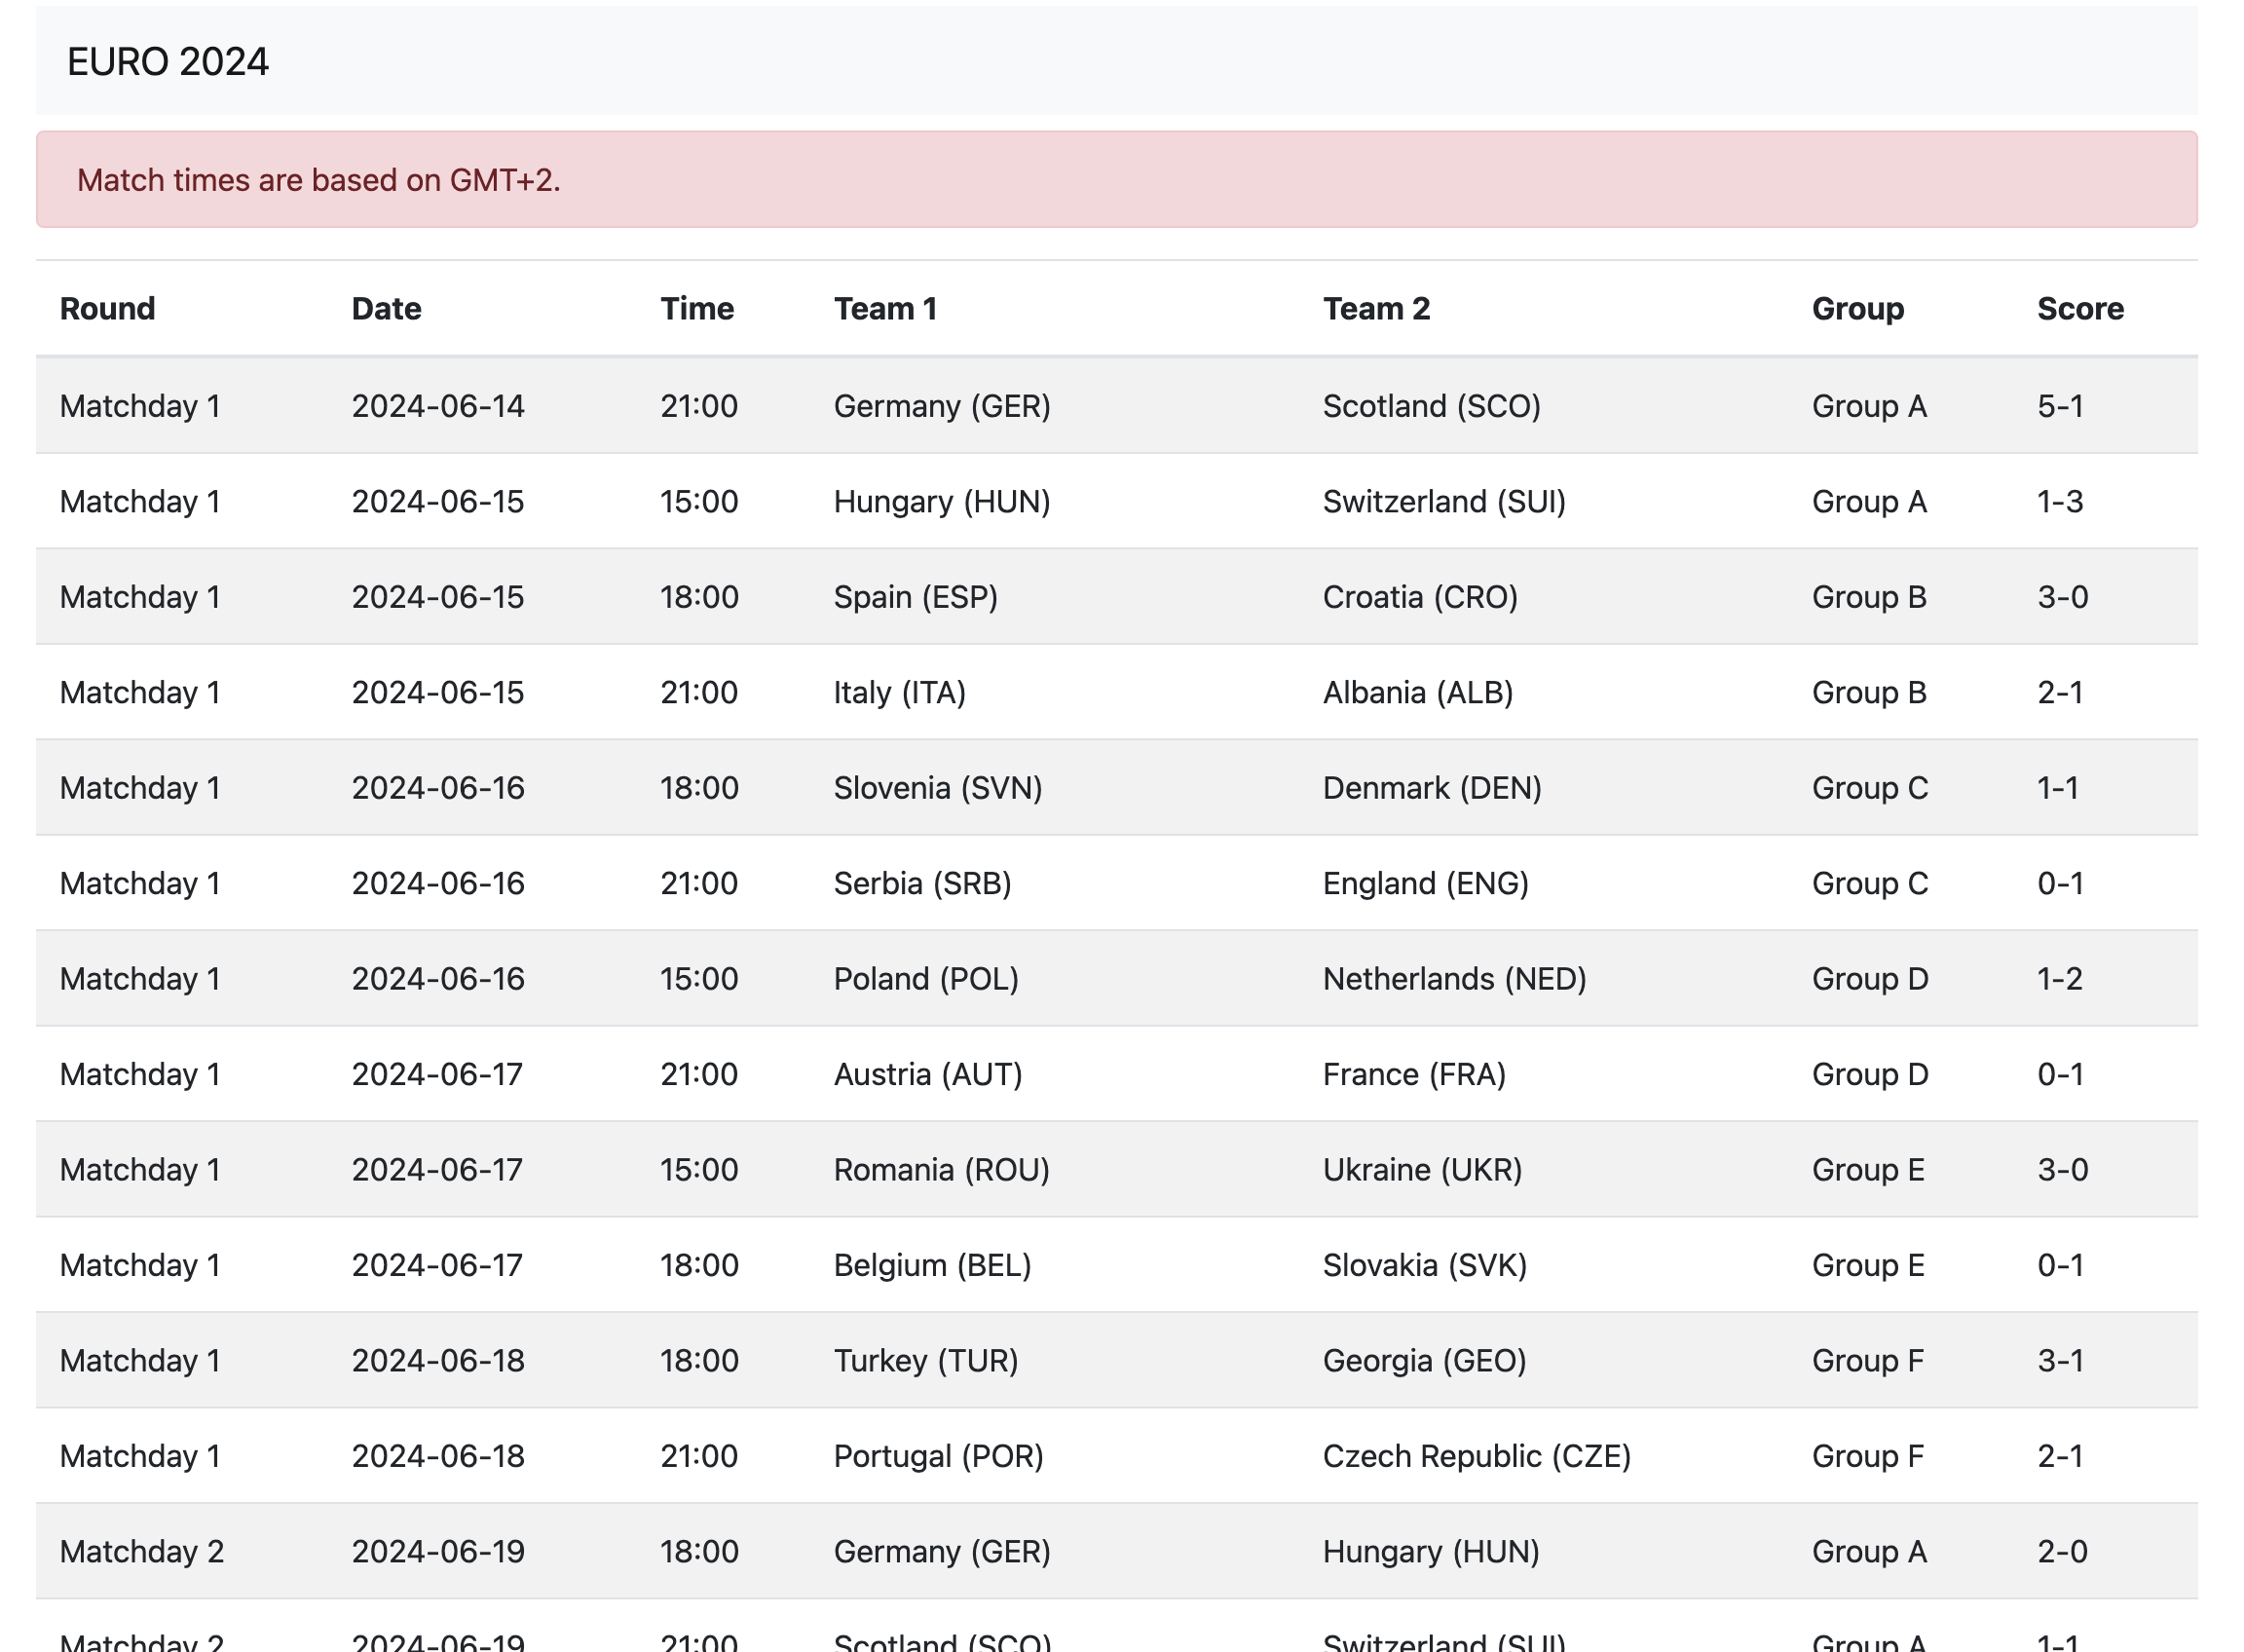 EURO 2024
Match times are based on GMT+2.
Round Date Time Team 1 Team 2 Group Score
Matchday 1 2024-06-14 21:00 Germany (GER) Scotland (SCO) Group A 5-1
Matchday 1 2024-06-15 15:00 Hungary (HUN) Switzerland (SUI) Group A 1-3
Matchday 1 2024-06-15 18:00 Spain (ESP) Croatia (CRO) Group B 3-0
Matchday 1 2024-06-15 21:00 Italy (ITA) Albania (ALB) Group B 2-1
Matchday 1 2024-06-16 18:00 Slovenia (SVN) Denmark (DEN) Group C 1-1
Matchday 1 2024-06-16 21:00 Serbia (SRB) England (ENG) Group C 0-1
Matchday 1 2024-06-16 15:00 Poland (POL) Netherlands (NED) Group D 1-2
Matchday 1 2024-06-17 21:00 Austria (AUT) France (FRA) Group D 0-1
Matchday 1 2024-06-17 15:00 Romania (ROU) Ukraine (UKR) Group E 3-0
Matchday 1 2024-06-17 18:00 Belgium (BEL) Slovakia (SVK) Group E 0-1
Matchday 1 2024-06-18 18:00 Turkey (TUR) Georgia (GEO) Group F 3-1
Matchday 1 2024-06-18 21:00 Portugal (POR) Czech Republic (CZE) Group F 2-1
Matchday 2 2024-06-19 18:00 Germany (GER) Hungary (HUN) Group A 2-0
Matchday 2 2024-06-19 21:00 Scotland (SCO) Switzerland (SUI) Group A 1-1